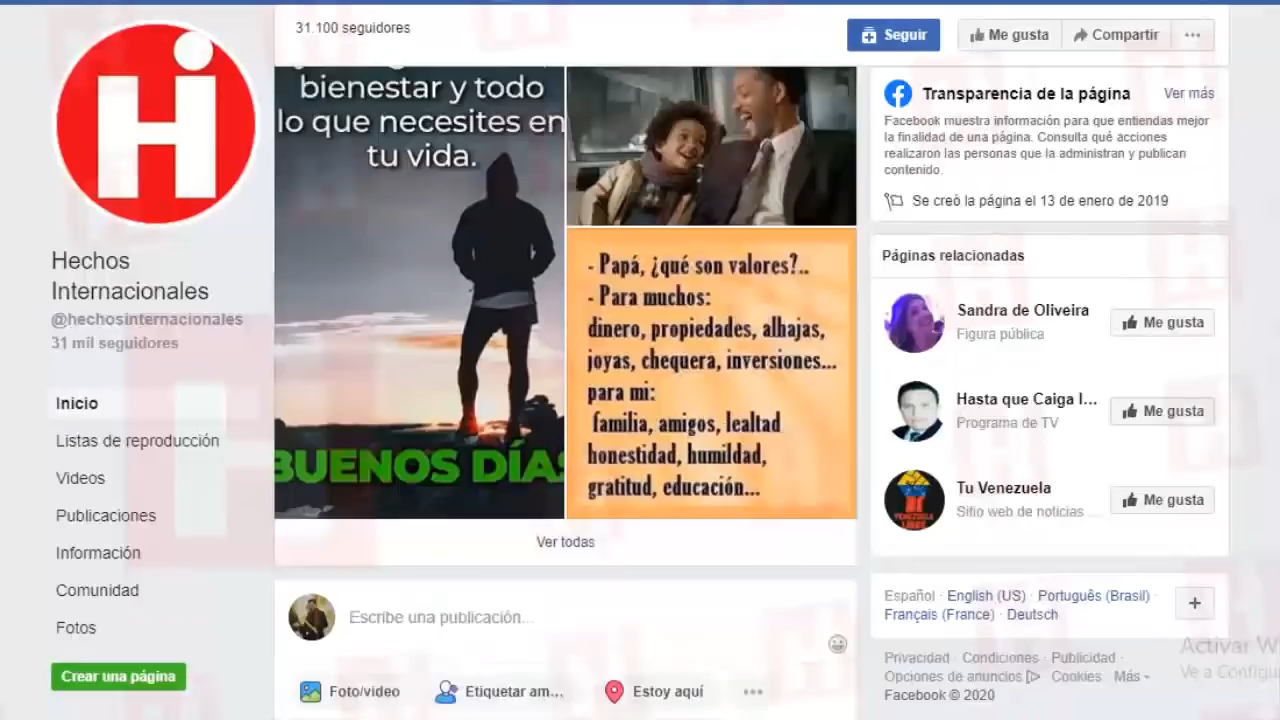 31.100 seguidores
Seguir
Me gusta
Compartir
Hi
Hechos
Internacionales
@hechosinternacionales
31 mil seguidores
Inicio
Listas de reproducción
Videos
Publicaciones
Información
Comunidad
Fotos
Crear una página
bienestar y todo
lo que necesites en
tu vida.
BUENOS DÍAS
- Papá, ¿qué son valores?..
- Para muchos:
dinero, propiedades, alhajas,
joyas, chequera, inversiones...
para mi:
familia, amigos, lealtad
honestidad, humildad,
gratitud, educación...
Ver todas
Escribe una publicación...
Foto/video
Etiquetar am...
Estoy aquí
Transparencia de la página
Ver más
Facebook muestra información para que entiendas mejor
la finalidad de una página. Consulta qué acciones
realizaron las personas que la administran y publican
contenido.
Se creó la página el 13 de enero de 2019
Páginas relacionadas
Sandra de Oliveira
Figura pública
Me gusta
Hasta que Caiga l...
Programa de TV
Me gusta
Tu Venezuela
Sitio web de noticias ...
Me gusta
Español · English (US) · Português (Brasil) ·
Français (France) · Deutsch
Privacidad · Condiciones · Publicidad ·
Opciones de anuncios · Cookies · Más
Facebook © 2020
Activar W
Ve a Configu